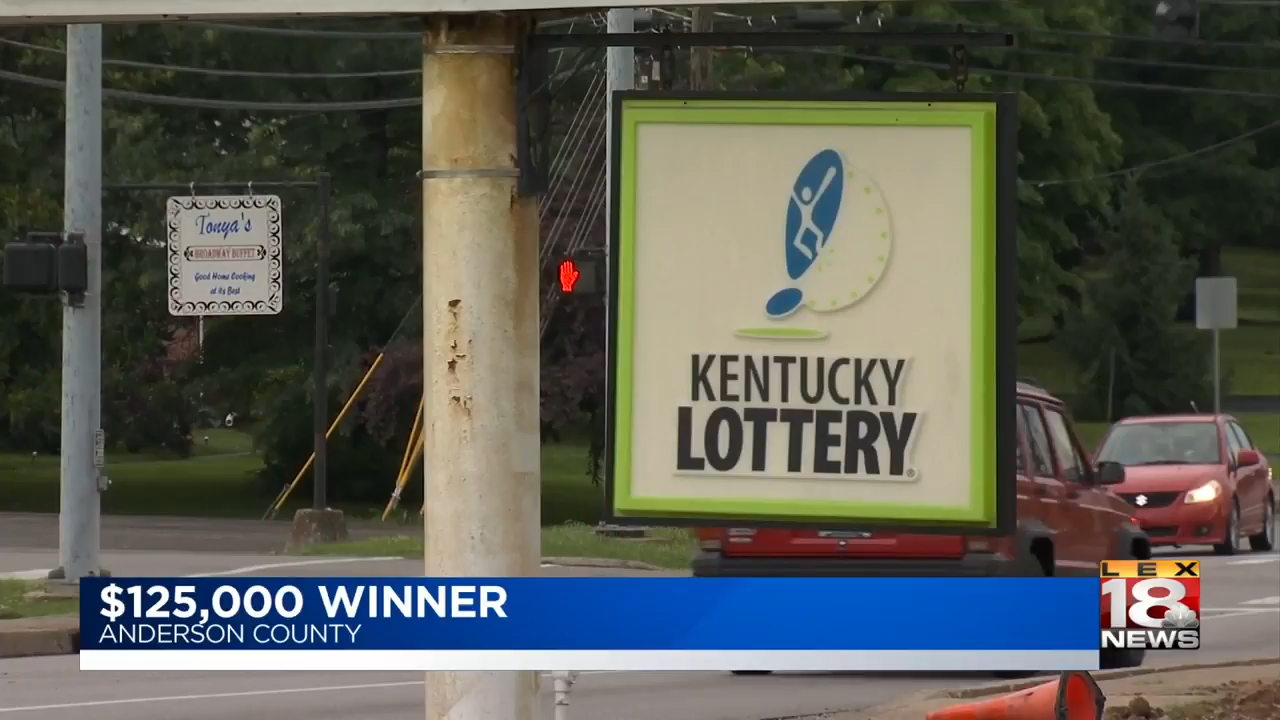 Tonya's
BROADWAY BUFFET
Good Home Cooking
at its Best
KENTUCKY
LOTTERY®
$125,000 WINNER
ANDERSON COUNTY
LEX
18
NEWS